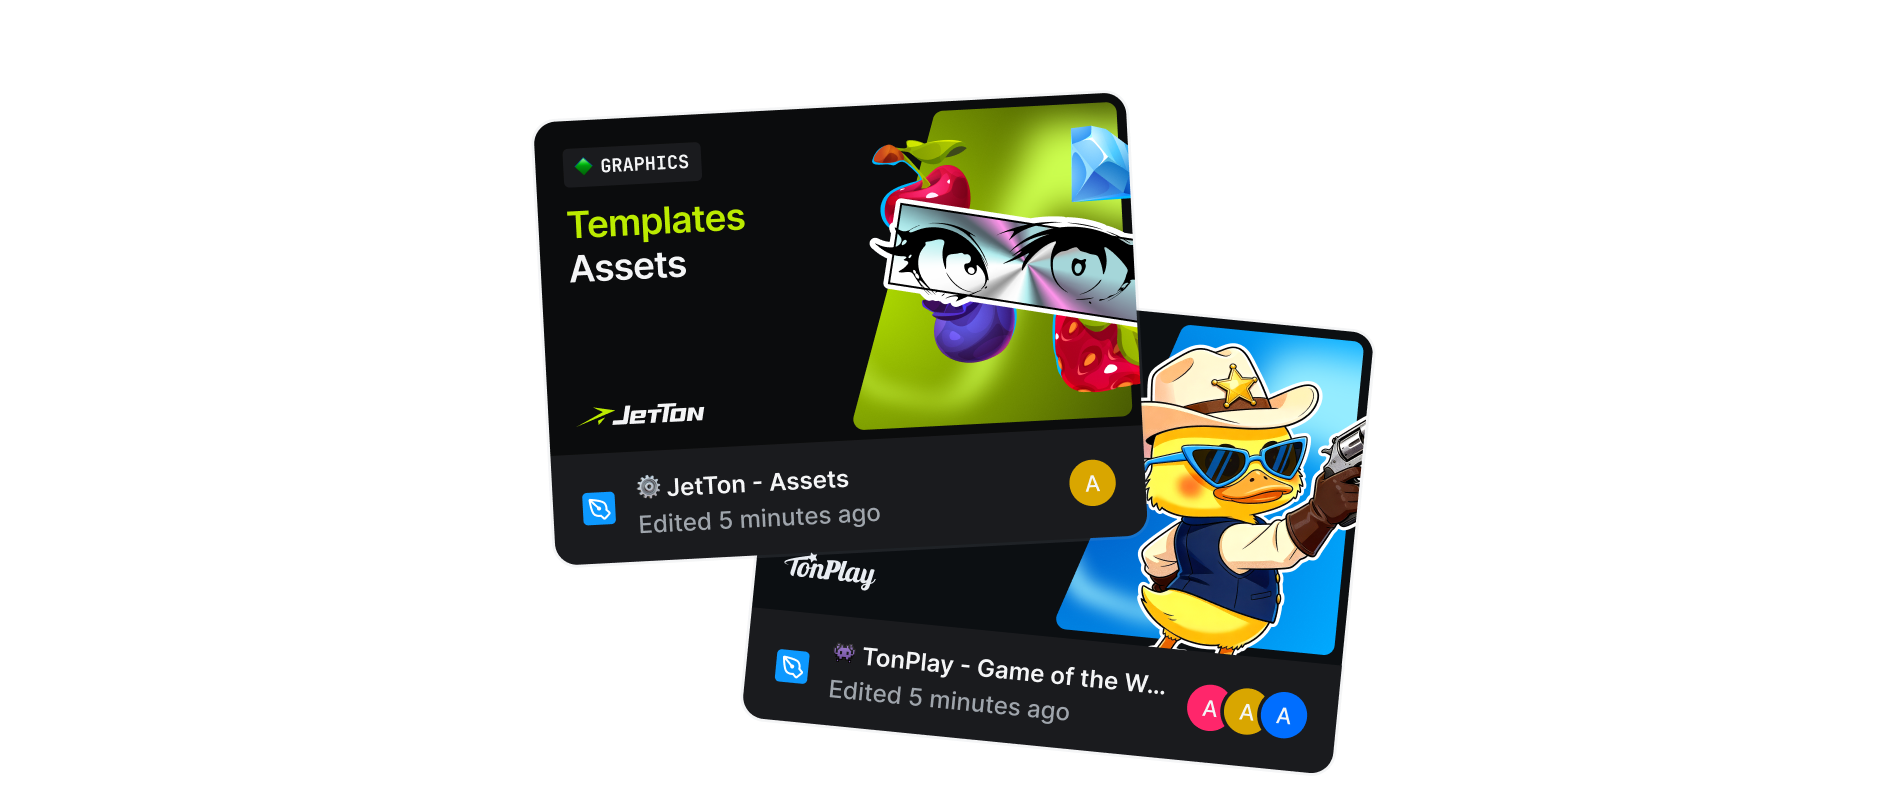 GRAPHICS
Templates
Assets
JETTON
JetTon - Assets
Edited 5 minutes ago
A
TonPlay
TonPlay - Game of the W...
Edited 5 minutes ago
A
A
A